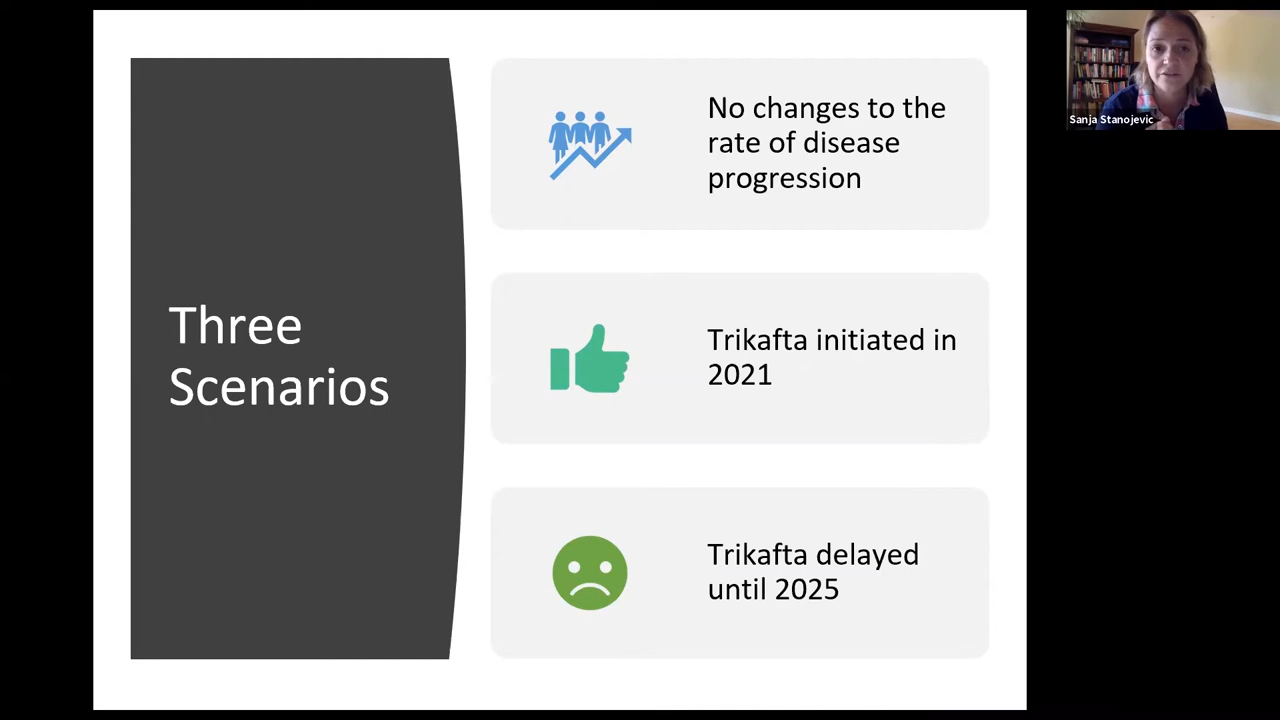 Three
Scenarios
No changes to the
rate of disease
progression
Trikafta initiated in
2021
Trikafta delayed
until 2025
Sanja Stanojevic